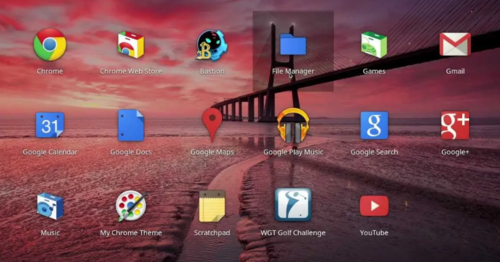 Chrome
Chrome Web Store
Bastion
File Manager
Games
Gmail
31
Google Calendar
Google Docs
Google Maps
Google Play Music
g
Google Search
g+
Google+
Music
My Chrome Theme
Scratchpad
WGT Golf Challenge
YouTube